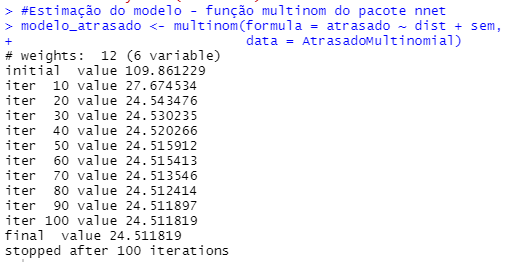 > #Estimação do modelo - função multinom do pacote nnet
> modelo_atrasado <- multinom(formula = atrasado ~ dist + sem,
+                             data = AtrasadoMultinomial)
# weights:  12 (6 variable)
initial  value 109.861229
iter  10 value 27.674534
iter  20 value 24.543476
iter  30 value 24.530235
iter  40 value 24.520266
iter  50 value 24.515912
iter  60 value 24.515413
iter  70 value 24.513546
iter  80 value 24.512414
iter  90 value 24.511897
iter 100 value 24.511819
final  value 24.511819
stopped after 100 iterations